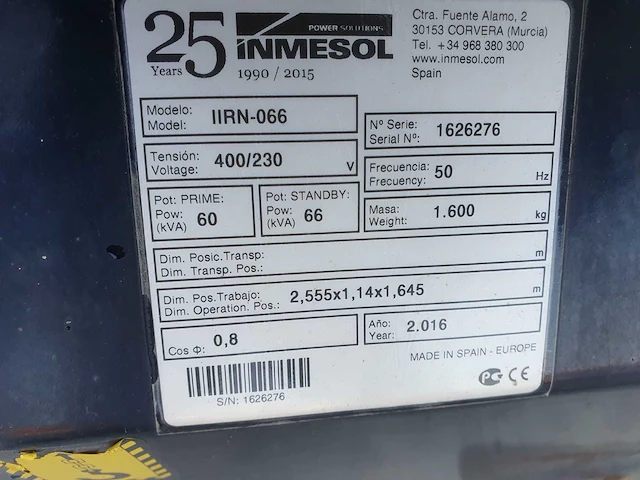 25 Years
POWER SOLUTIONS
INMESOL
1990 / 2015
Ctra. Fuente Alamo, 2
30153 CORVERA (Murcia)
Tel. +34 968 380 300
www.inmesol.com
Spain
Modelo:
Model: IIRN-066
Nº Serie:
Serial Nº: 1626276
Tensión:
Voltage: 400/230 V
Frecuencia:
Frequency: 50 Hz
Pot: PRIME:
Pow: 60
(kVA)
Pot: STANDBY:
Pow: 66
(kVA)
Masa:
Weight: 1.600 kg
Dim. Posic.Transp:
Dim. Transp. Pos.: m
Dim. Pos.Trabajo:
Dim. Operation. Pos.: 2,555x1,14x1,645 m
Cos Φ: 0,8
Año:
Year: 2.016
MADE IN SPAIN - EUROPE
S/N: 1626276
CE